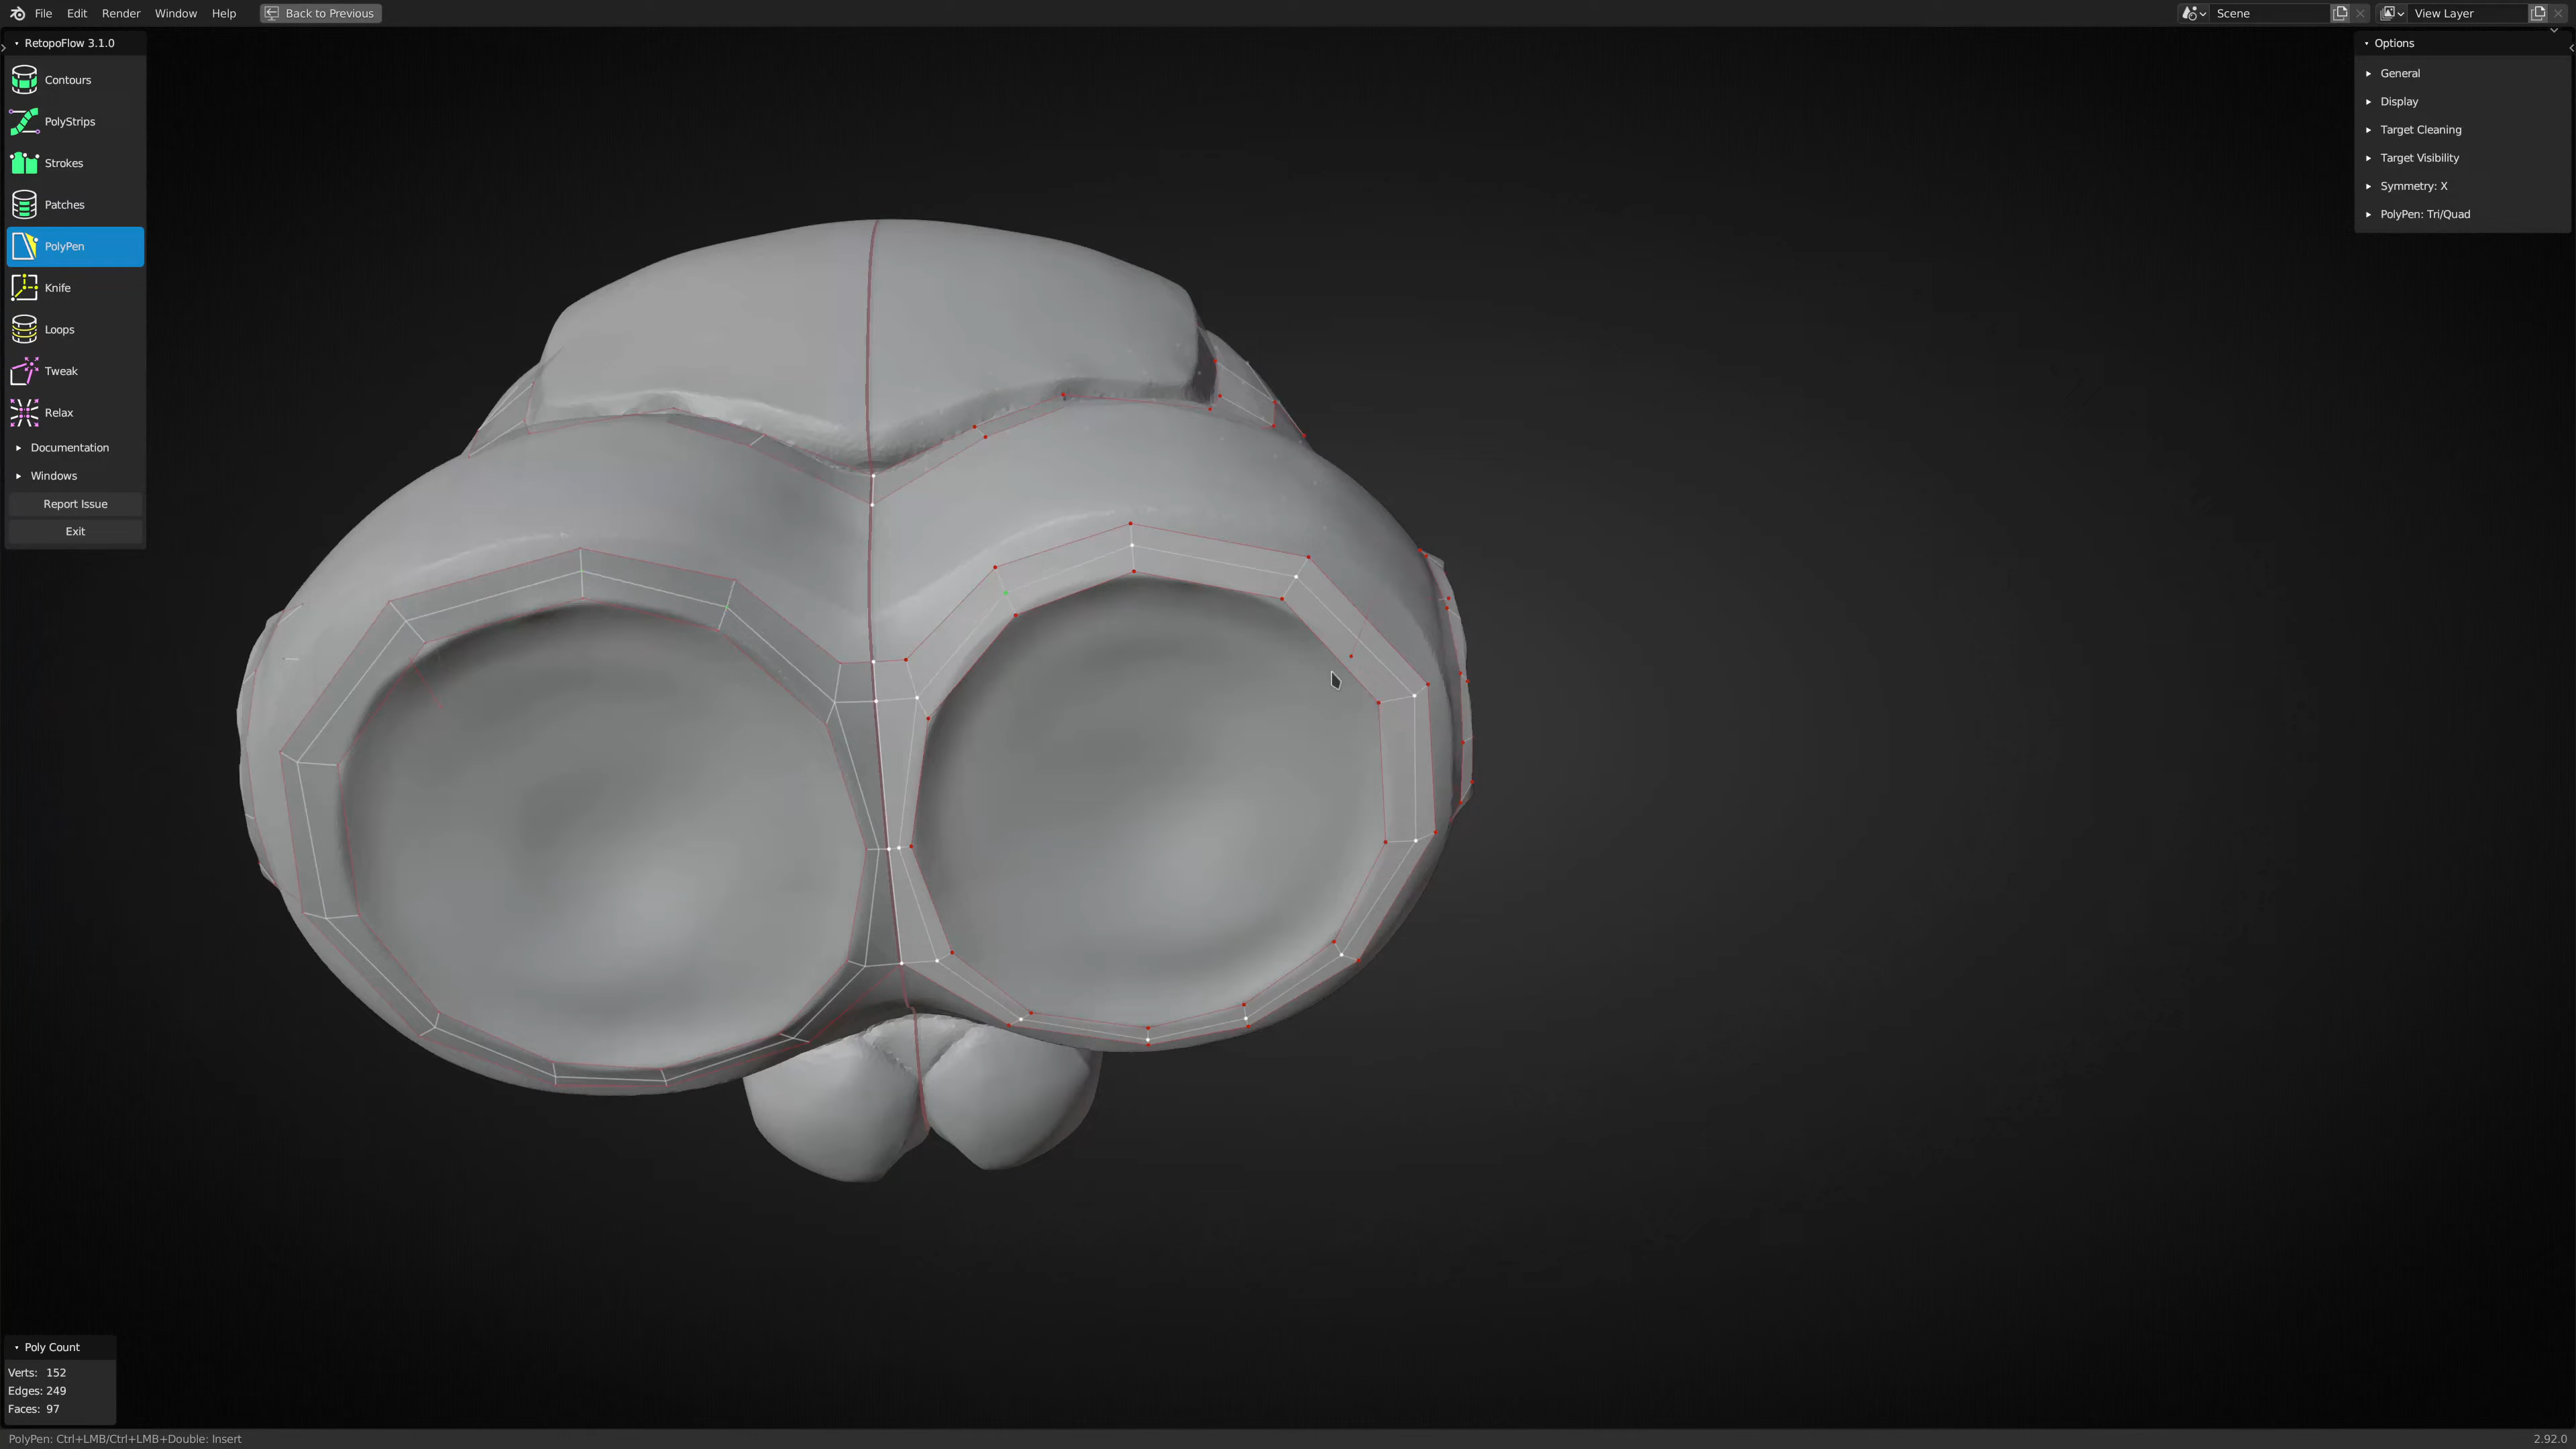 File Edit Render Window Help Back to Previous Scene View Layer
RetopoFlow 3.1.0
Contours
PolyStrips
Strokes
Patches
PolyPen
Knife
Loops
Tweak
Relax
Documentation
Windows
Report Issue
Exit
Options
General
Display
Target Cleaning
Target Visibility
Symmetry: X
PolyPen: Tri/Quad
Poly Count
Verts: 152
Edges: 249
Faces: 97
PolyPen: Ctrl+LMB/Ctrl+LMB+Double: Insert 2.92.0